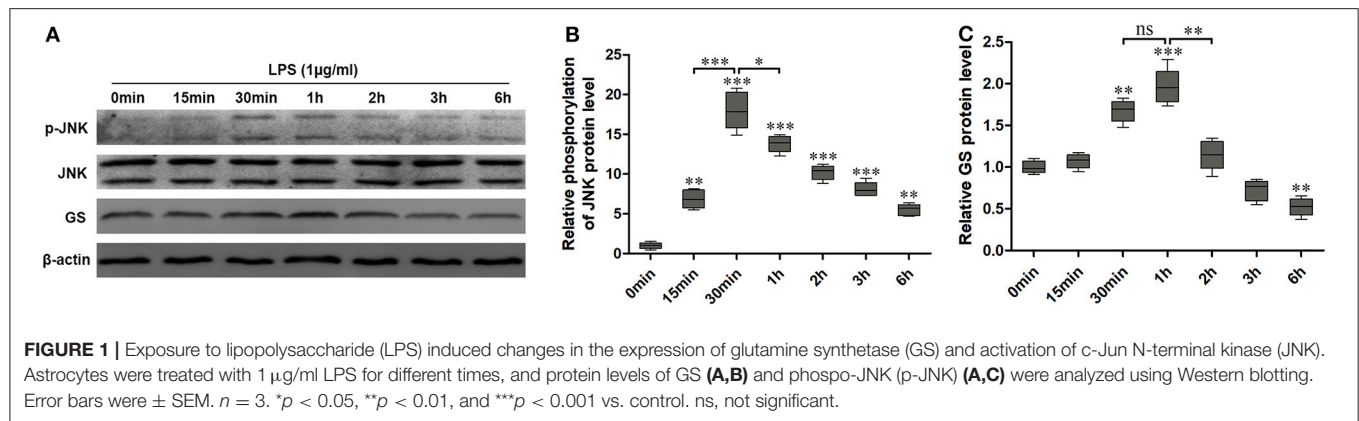 A
LPS (1μg/ml)
0min 15min 30min 1h 2h 3h 6h
p-JNK
JNK
GS
β-actin
B
Relative phosphorylation
of JNK protein level
25
20
15
10
5
0
*** *
** *** *** *** *** **
0min 15min 30min 1h 2h 3h 6h
C
Relative GS protein level
2.5
2.0
1.5
1.0
0.5
0.0
ns **
** *** **
0min 15min 30min 1h 2h 3h 6h
FIGURE 1 | Exposure to lipopolysaccharide (LPS) induced changes in the expression of glutamine synthetase (GS) and activation of c-Jun N-terminal kinase (JNK).
Astrocytes were treated with 1 μg/ml LPS for different times, and protein levels of GS (A,B) and phospo-JNK (p-JNK) (A,C) were analyzed using Western blotting.
Error bars were ± SEM. n = 3. *p < 0.05, **p < 0.01, and ***p < 0.001 vs. control. ns, not significant.